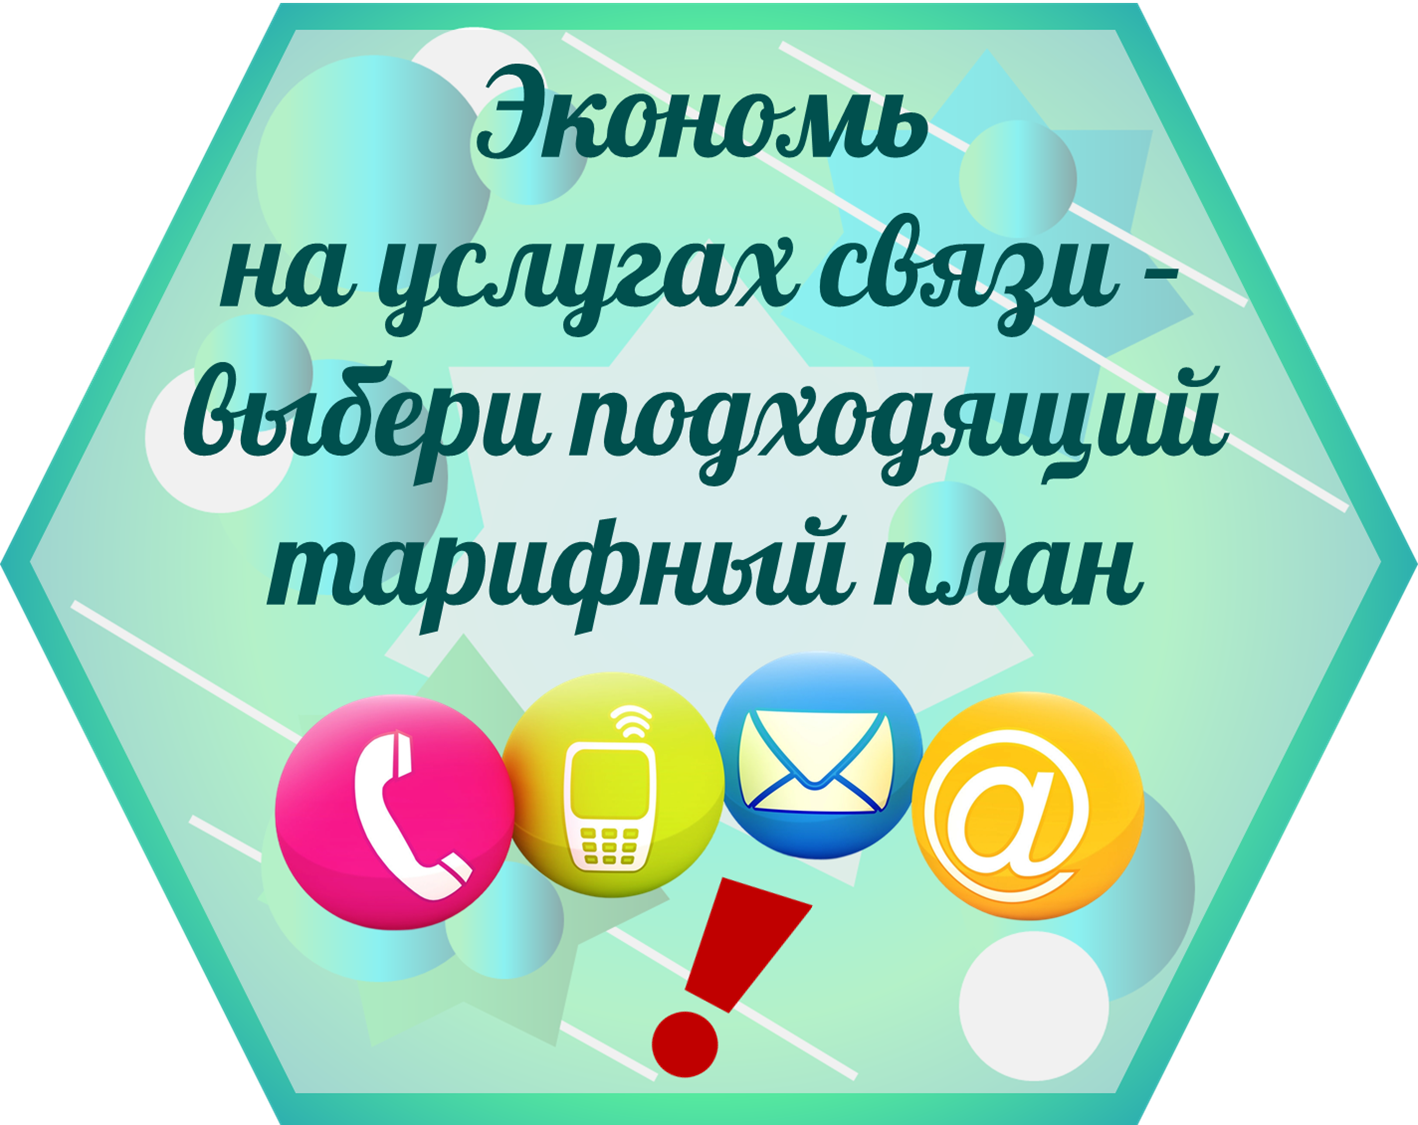 Экономь
на услугах связи –
выбери подходящий
тарифный план
@
!